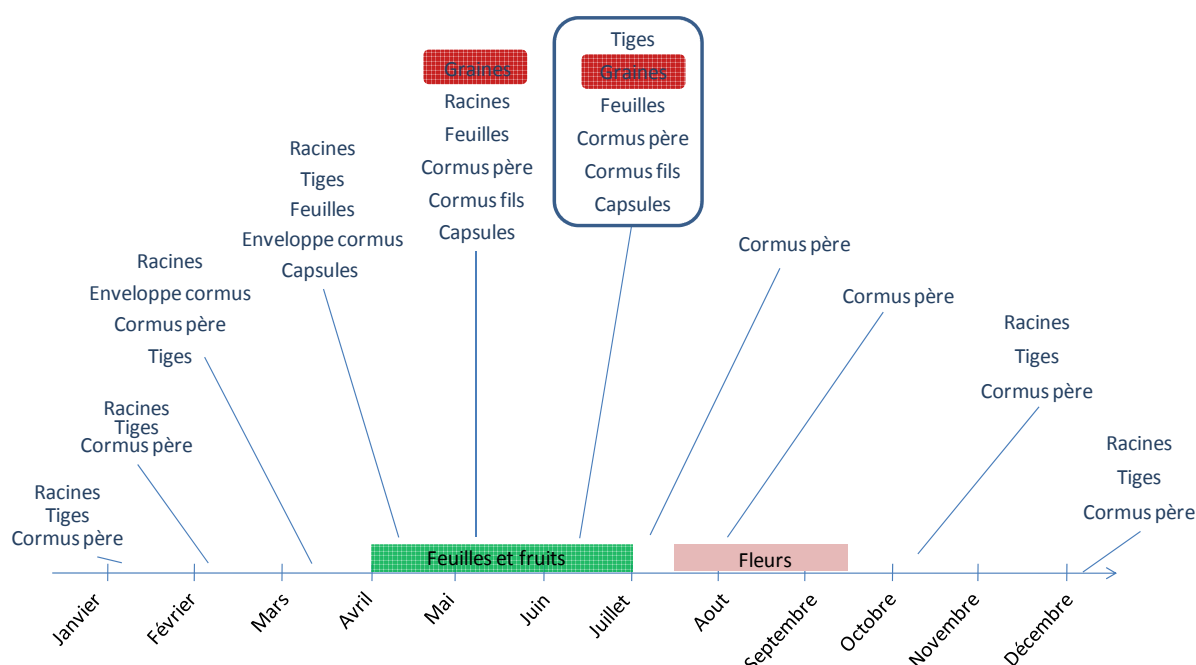 Racines
Tiges
Cormus père
Racines
Tiges
Cormus père
Racines
Enveloppe cormus
Cormus père
Tiges
Racines
Tiges
Feuilles
Enveloppe cormus
Capsules
Graines
Racines
Feuilles
Cormus père
Cormus fils
Capsules
Tiges
Graines
Feuilles
Cormus père
Cormus fils
Capsules
Cormus père
Cormus père
Racines
Tiges
Cormus père
Racines
Tiges
Cormus père
Feuilles et fruits
Fleurs
Janvier
Février
Mars
Avril
Mai
Juin
Juillet
Aout
Septembre
Octobre
Novembre
Décembre